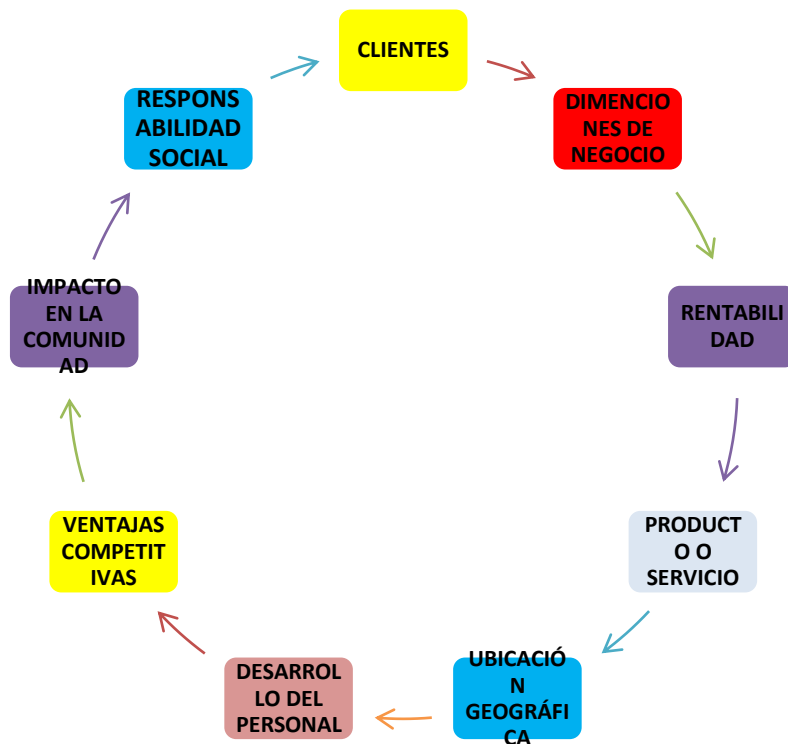 CLIENTES
DIMENCIO
NES DE
NEGOCIO
RENTABILI
DAD
PRODUCT
O O
SERVICIO
UBICACIÓ
N
GEOGRÁFI
CA
DESARROL
LO DEL
PERSONAL
VENTAJAS
COMPETIT
IVAS
IMPACTO
EN LA
COMUNID
AD
RESPONS
ABILIDAD
SOCIAL